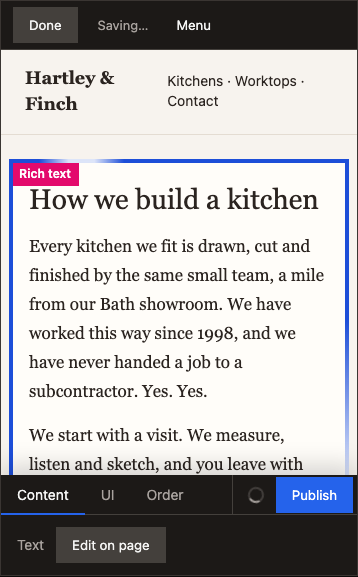 Done Saving... Menu
Hartley &
Finch
Kitchens · Worktops ·
Contact
Rich text
How we build a kitchen
Every kitchen we fit is drawn, cut and
finished by the same small team, a mile
from our Bath showroom. We have
worked this way since 1998, and we
have never handed a job to a
subcontractor. Yes. Yes.
We start with a visit. We measure,
listen and sketch, and you leave with
Content UI Order Publish
Text Edit on page